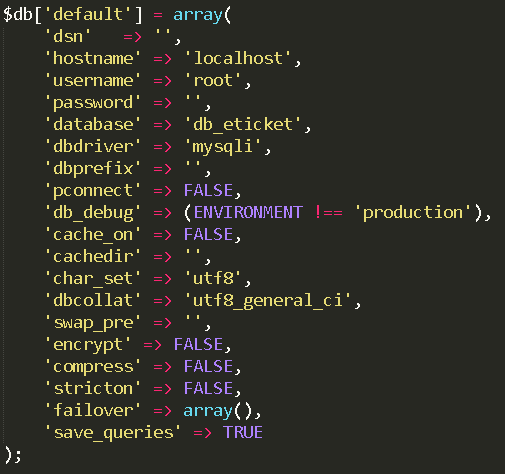 $db['default'] = array(
    'dsn'   => '',
    'hostname' => 'localhost',
    'username' => 'root',
    'password' => '',
    'database' => 'db_eticket',
    'dbdriver' => 'mysqli',
    'dbprefix' => '',
    'pconnect' => FALSE,
    'db_debug' => (ENVIRONMENT !== 'production'),
    'cache_on' => FALSE,
    'cachedir' => '',
    'char_set' => 'utf8',
    'dbcollat' => 'utf8_general_ci',
    'swap_pre' => '',
    'encrypt' => FALSE,
    'compress' => FALSE,
    'stricton' => FALSE,
    'failover' => array(),
    'save_queries' => TRUE
);